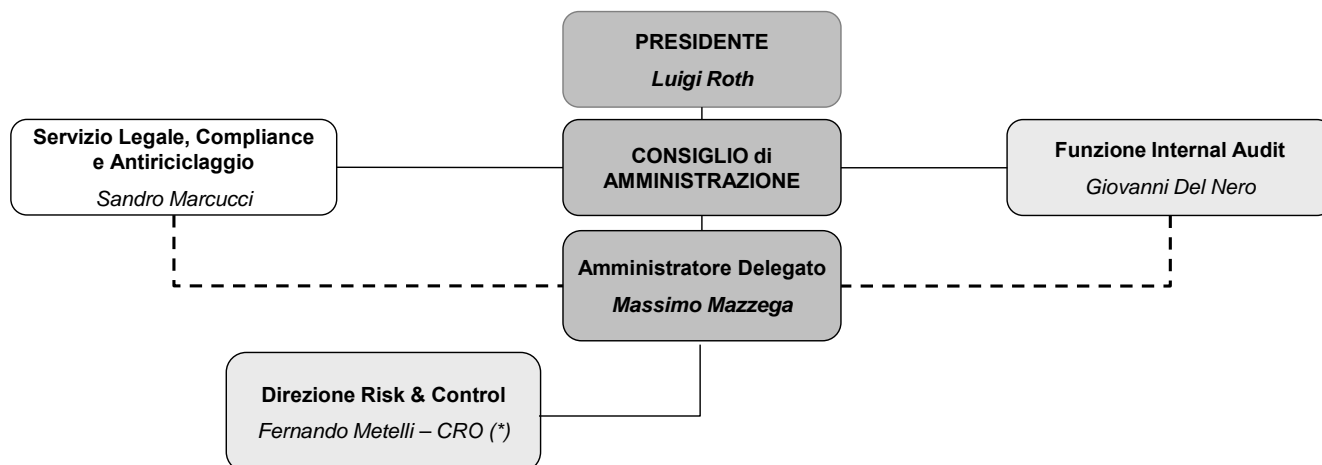 PRESIDENTE
Luigi Roth
Servizio Legale, Compliance
e Antiriciclaggio
Sandro Marcucci
CONSIGLIO di
AMMINISTRAZIONE
Funzione Internal Audit
Giovanni Del Nero
Amministratore Delegato
Massimo Mazzega
Direzione Risk & Control
Fernando Metelli – CRO (*)